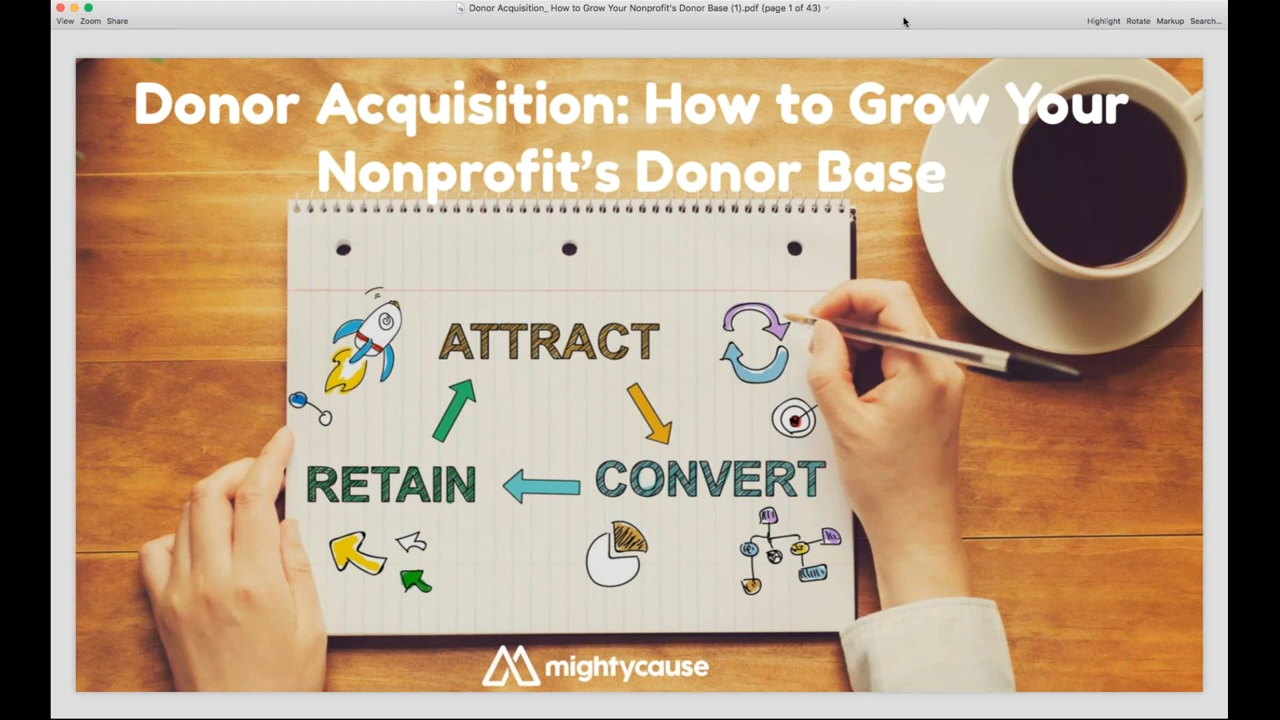 Donor Acquisition_ How to Grow Your Nonprofit's Donor Base (1).pdf (page 1 of 43)
View Zoom Share
Highlight Rotate Markup Search...
Donor Acquisition: How to Grow Your
Nonprofit’s Donor Base
ATTRACT
RETAIN
CONVERT
mightycause